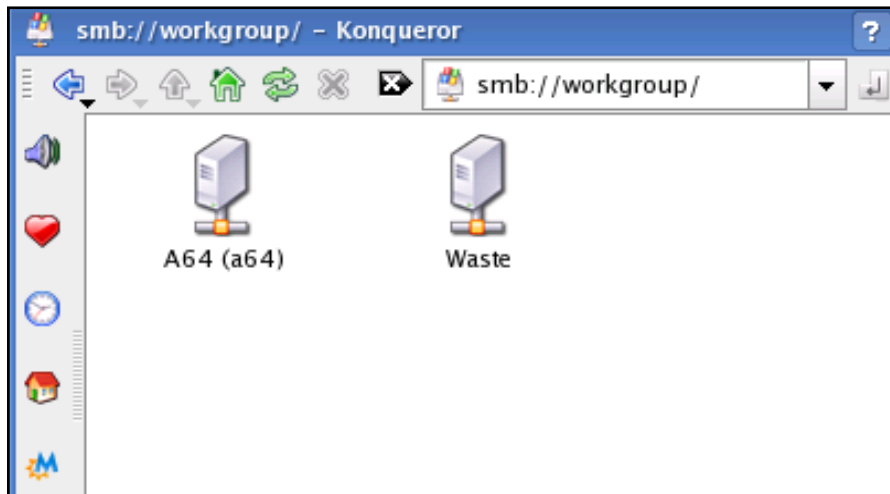 smb://workgroup/ – Konqueror
?
smb://workgroup/
A64 (a64)
Waste